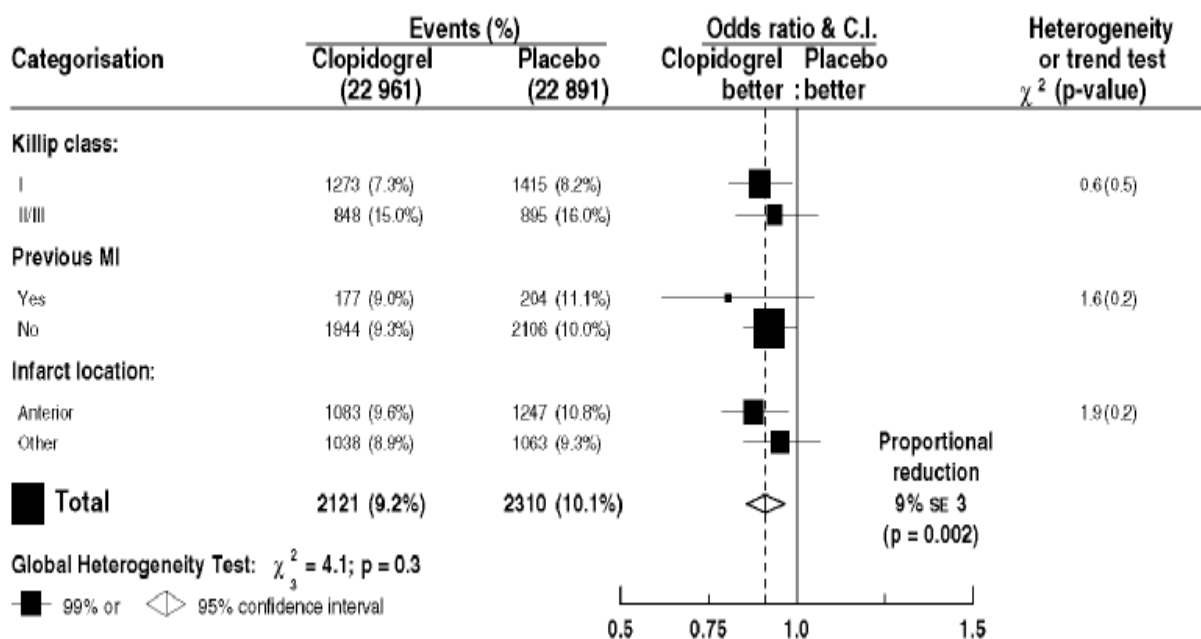 Events (%) Odds ratio & C.I. Heterogeneity
Categorisation Clopidogrel Placebo Clopidogrel Placebo or trend test
(22 961) (22 891) better : better χ 2 (p-value)
Killip class:
I 1273 (7.3%) 1415 (8.2%) 0.6 (0.5)
II/III 848 (15.0%) 895 (16.0%)
Previous MI
Yes 177 (9.0%) 204 (11.1%) 1.6 (0.2)
No 1944 (9.3%) 2106 (10.0%)
Infarct location:
Anterior 1083 (9.6%) 1247 (10.8%) 1.9 (0.2)
Other 1038 (8.9%) 1063 (9.3%)
Proportional
reduction
Total 2121 (9.2%) 2310 (10.1%) 9% SE 3
(p = 0.002)
Global Heterogeneity Test: χ 2 3 = 4.1; p = 0.3
99% or 95% confidence interval
0.5 0.75 1.0 1.5